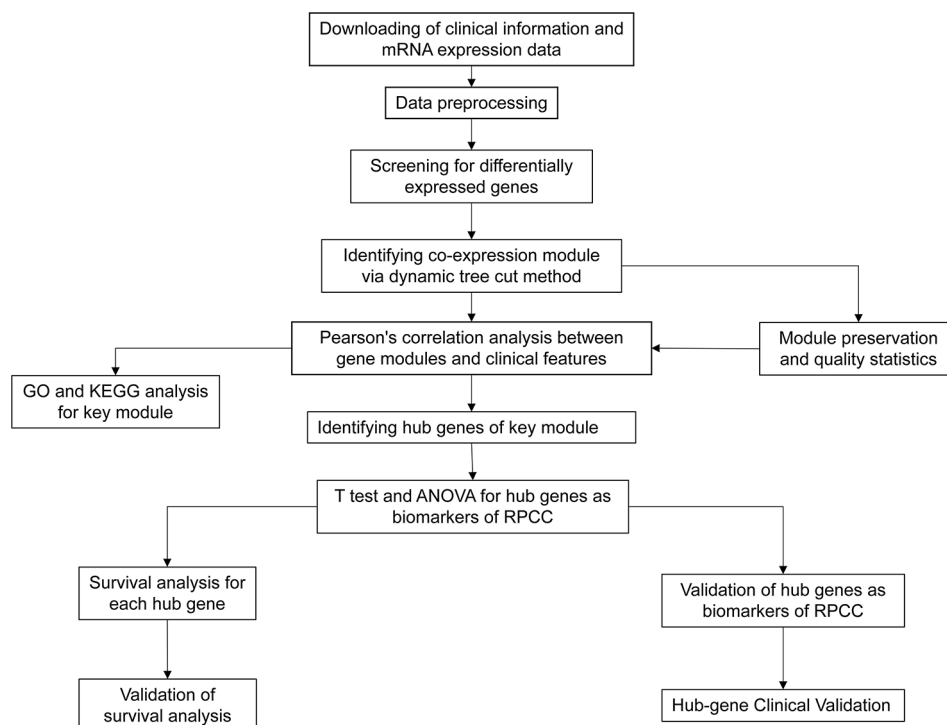 Downloading of clinical information and
mRNA expression data
Data preprocessing
Screening for differentially
expressed genes
Identifying co-expression module
via dynamic tree cut method
Pearson's correlation analysis between
gene modules and clinical features
Module preservation
and quality statistics
GO and KEGG analysis
for key module
Identifying hub genes of key module
T test and ANOVA for hub genes as
biomarkers of RPCC
Survival analysis for
each hub gene
Validation of hub genes as
biomarkers of RPCC
Validation of
survival analysis
Hub-gene Clinical Validation